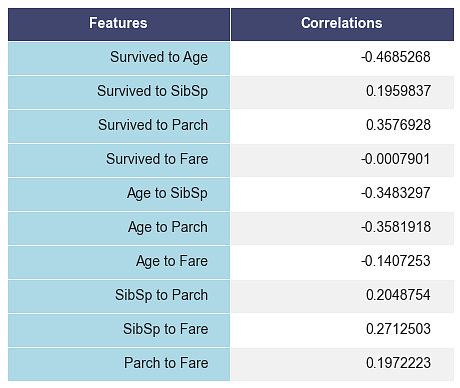 Features Correlations
Survived to Age -0.4685268
Survived to SibSp 0.1959837
Survived to Parch 0.3576928
Survived to Fare -0.0007901
Age to SibSp -0.3483297
Age to Parch -0.3581918
Age to Fare -0.1407253
SibSp to Parch 0.2048754
SibSp to Fare 0.2712503
Parch to Fare 0.1972223